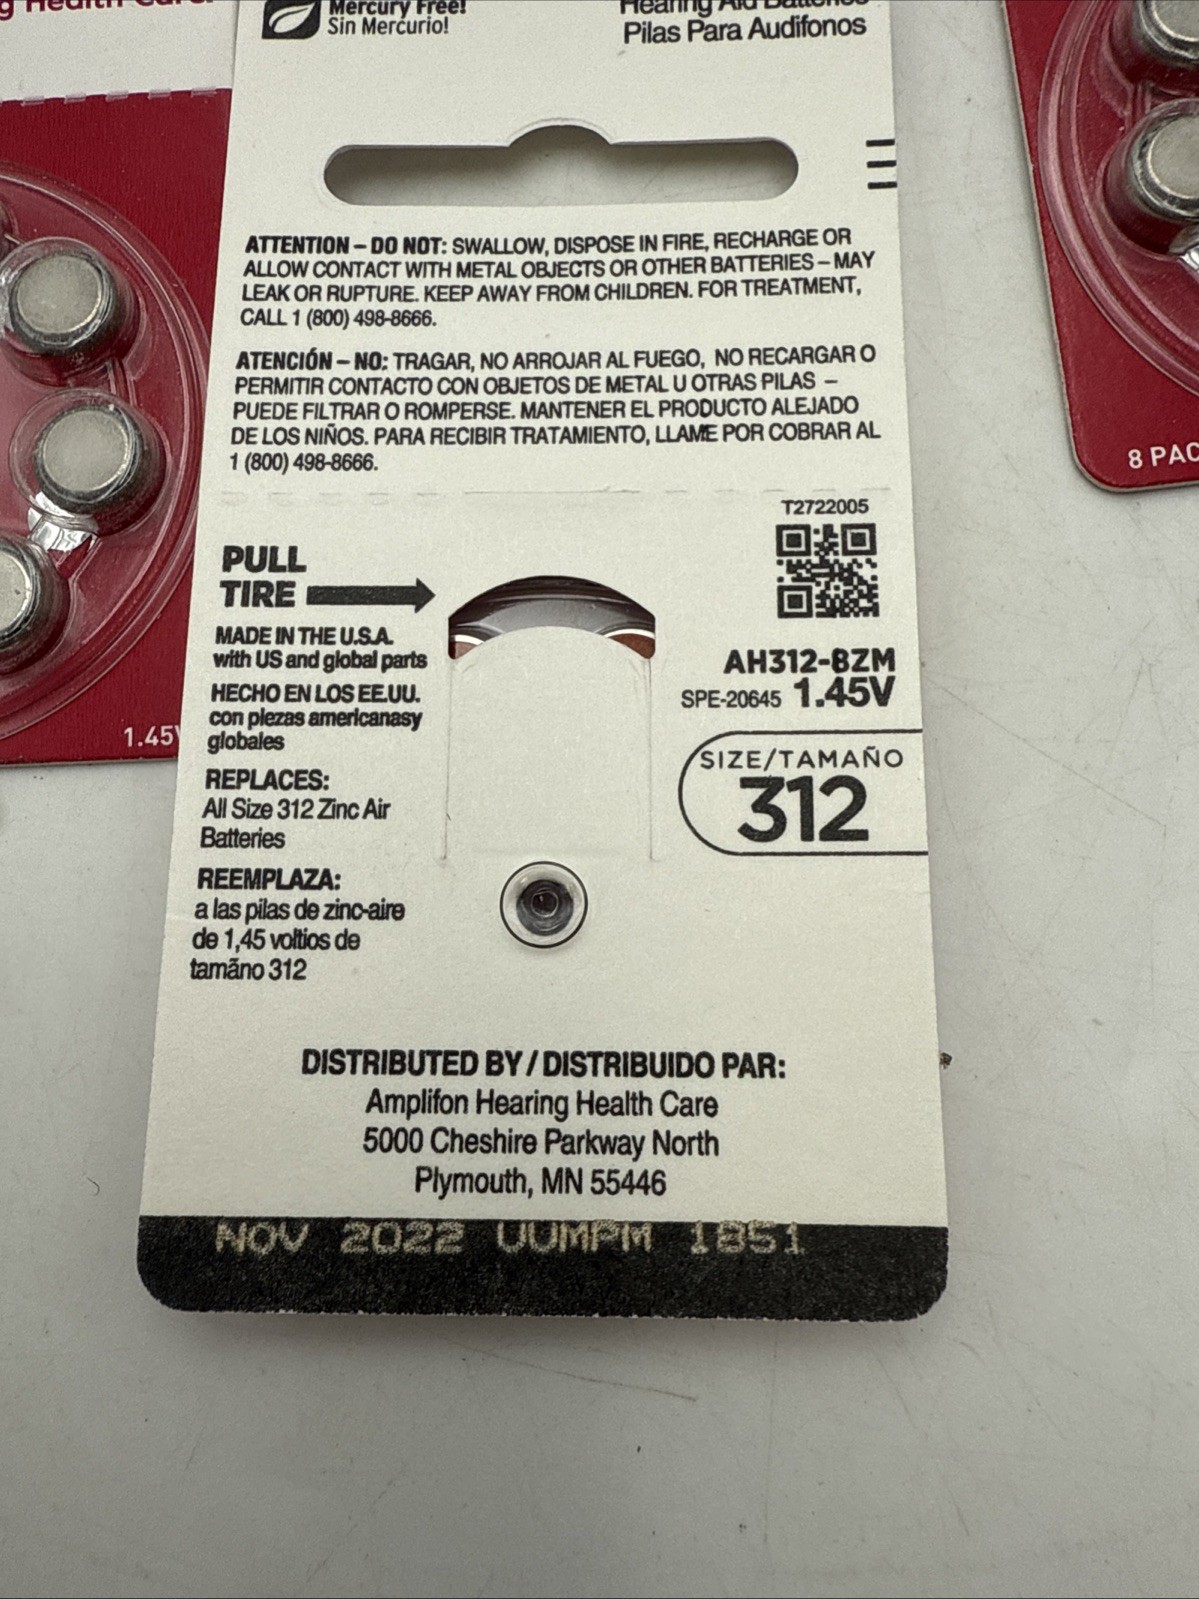 g Health Care.
Mercury Free!
Sin Mercurio!
Hearing Aid Batteries
Pilas Para Audifonos
ATTENTION – DO NOT: SWALLOW, DISPOSE IN FIRE, RECHARGE OR
ALLOW CONTACT WITH METAL OBJECTS OR OTHER BATTERIES – MAY
LEAK OR RUPTURE. KEEP AWAY FROM CHILDREN. FOR TREATMENT,
CALL 1 (800) 498-8666.
ATENCIÓN – NO: TRAGAR, NO ARROJAR AL FUEGO, NO RECARGAR O
PERMITIR CONTACTO CON OBJETOS DE METAL U OTRAS PILAS –
PUEDE FILTRAR O ROMPERSE. MANTENER EL PRODUCTO ALEJADO
DE LOS NIÑOS. PARA RECIBIR TRATAMIENTO, LLAME POR COBRAR AL
1 (800) 498-8666.
T2722005
PULL
TIRE
MADE IN THE U.S.A.
with US and global parts
HECHO EN LOS EE.UU.
con piezas americanasy
globales
REPLACES:
All Size 312 Zinc Air
Batteries
REEMPLAZA:
a las pilas de zinc-aire
de 1,45 voltios de
tamãno 312
AH312-8ZM
SPE-20645 1.45V
SIZE/TAMAÑO
312
DISTRIBUTED BY / DISTRIBUIDO PAR:
Amplifon Hearing Health Care
5000 Cheshire Parkway North
Plymouth, MN 55446
NOV 2022 UUMPM 1851
1.45V
8 PAC